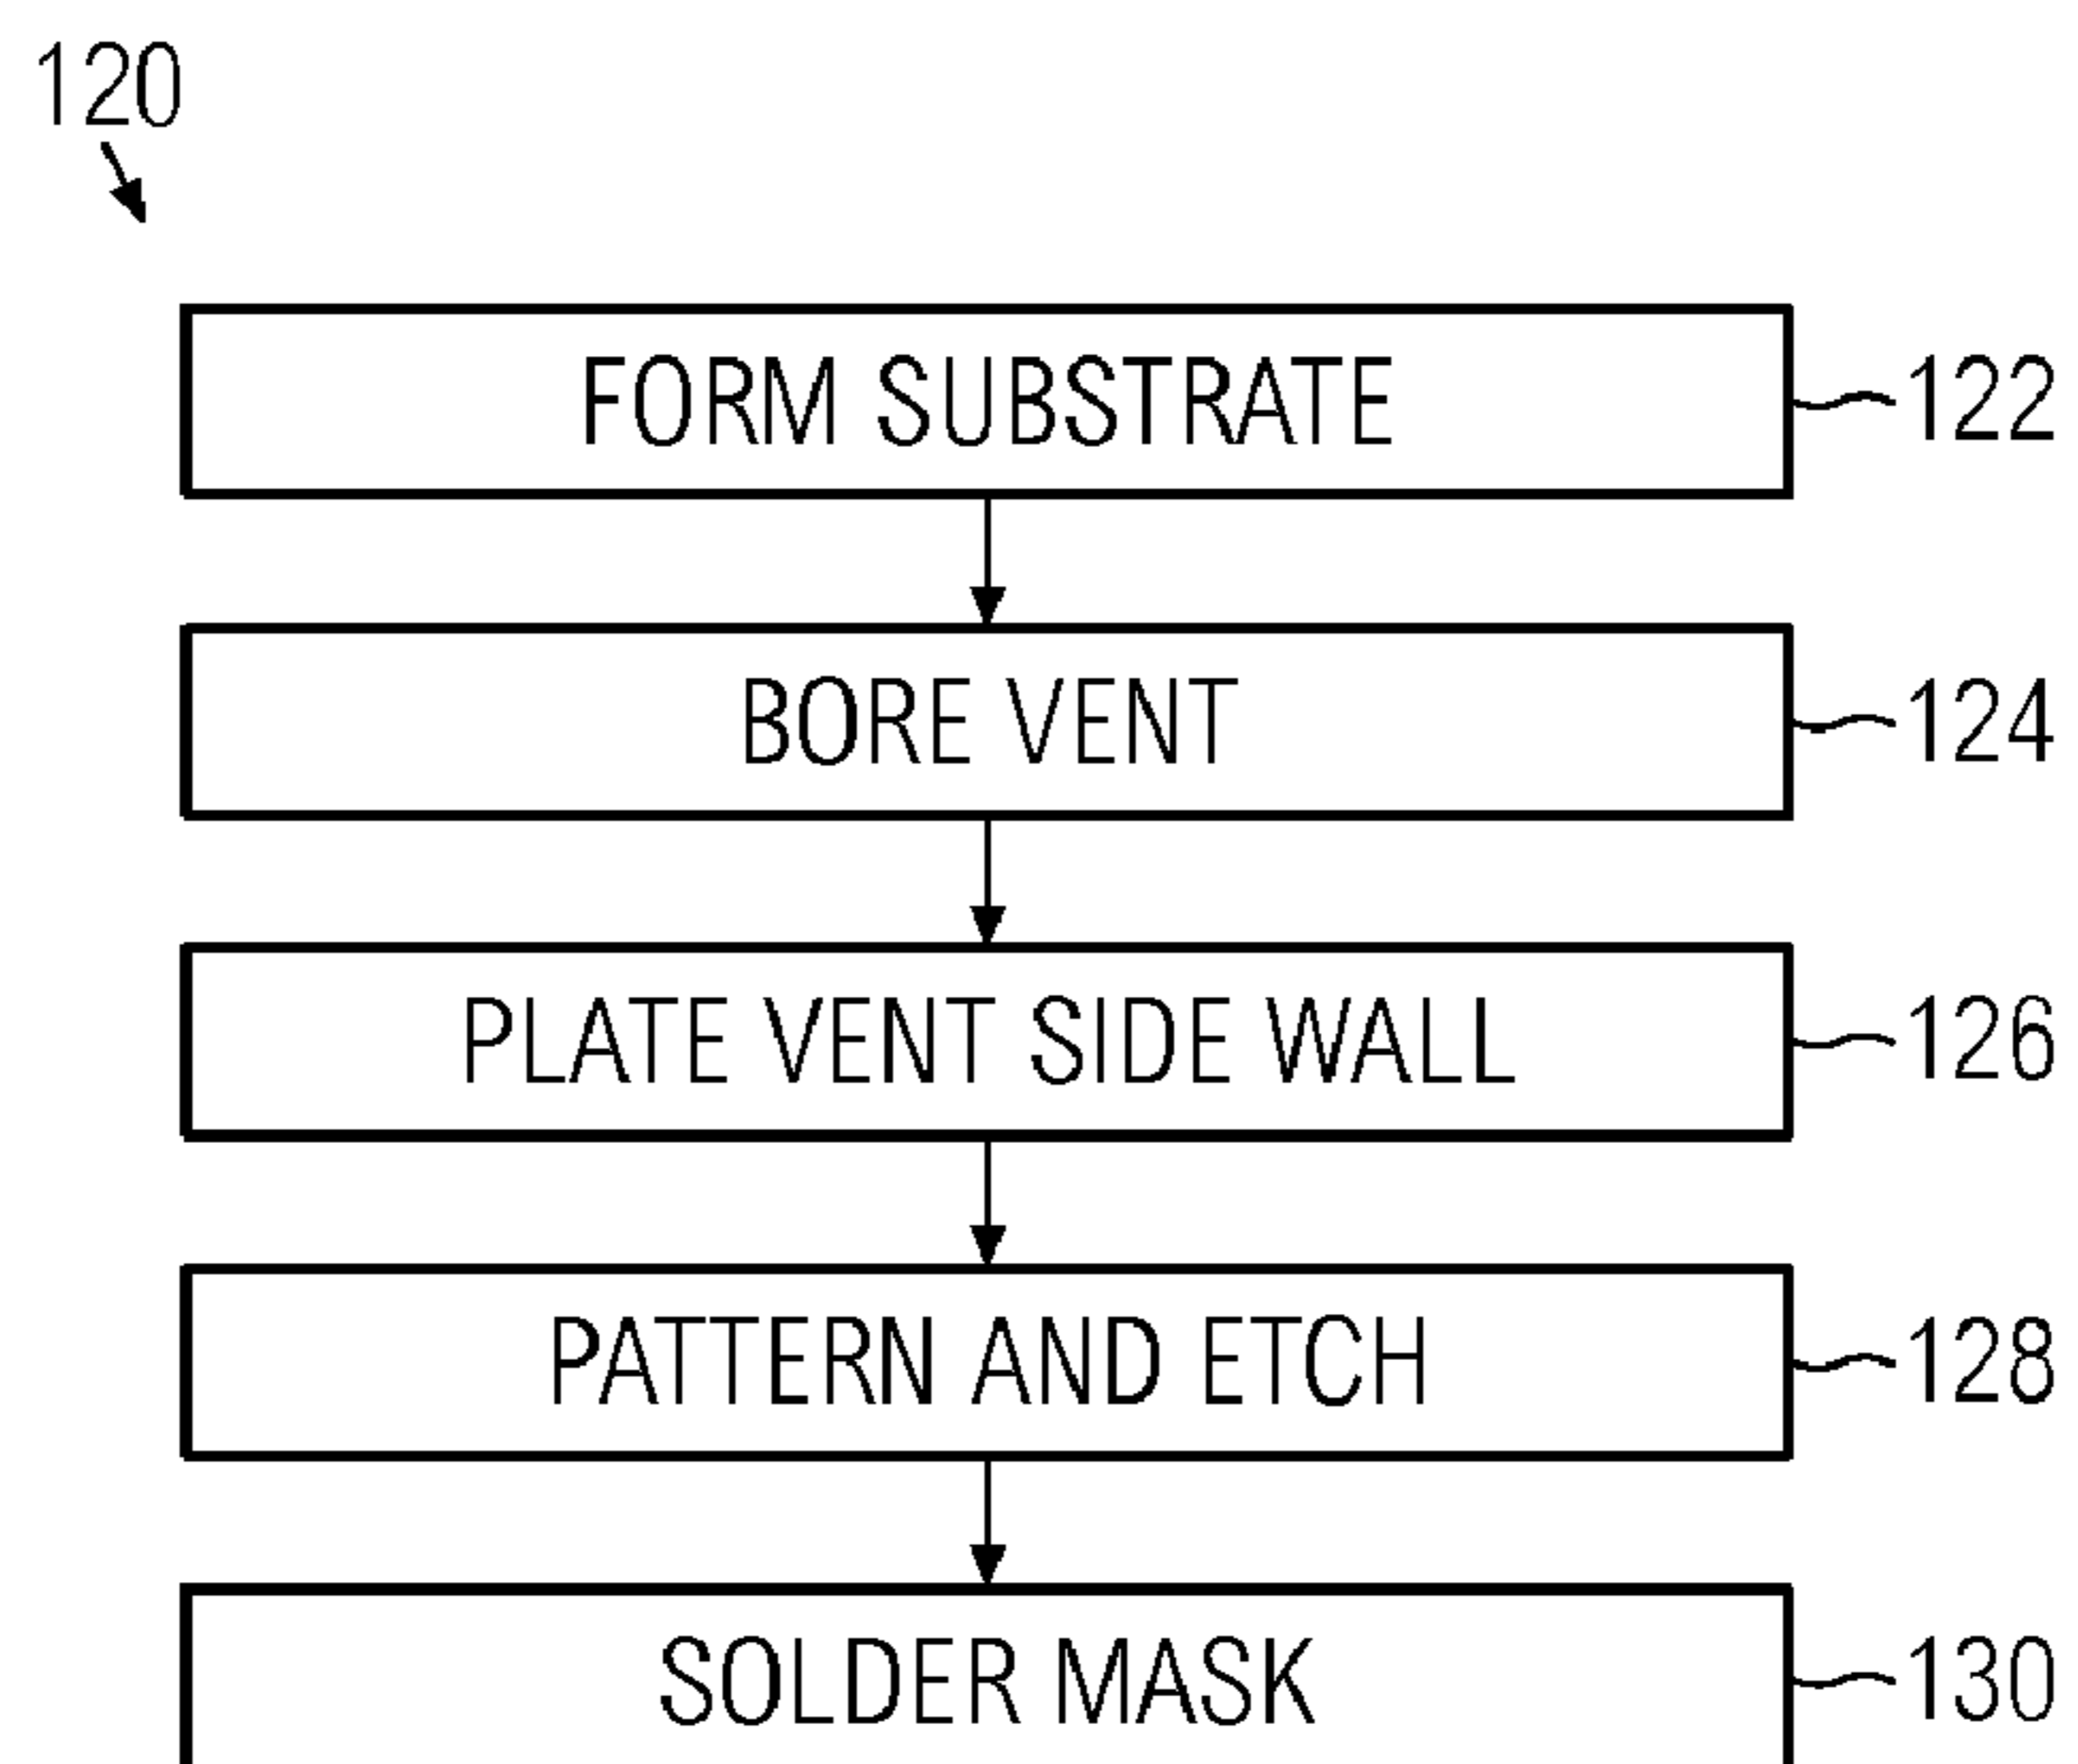 120
FORM SUBSTRATE 122
BORE VENT 124
PLATE VENT SIDE WALL 126
PATTERN AND ETCH 128
SOLDER MASK 130